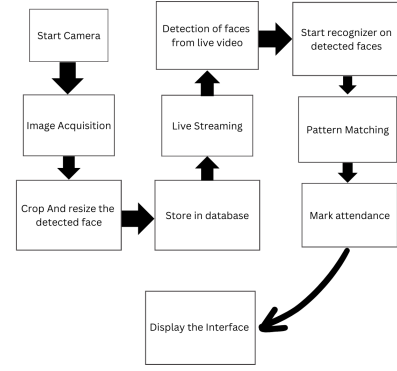 Start Camera
Image Acquisition
Crop And resize the
detected face
Store in database
Live Streaming
Detection of faces
from live video
Start recognizer on
detected faces
Pattern Matching
Mark attendance
Display the Interface